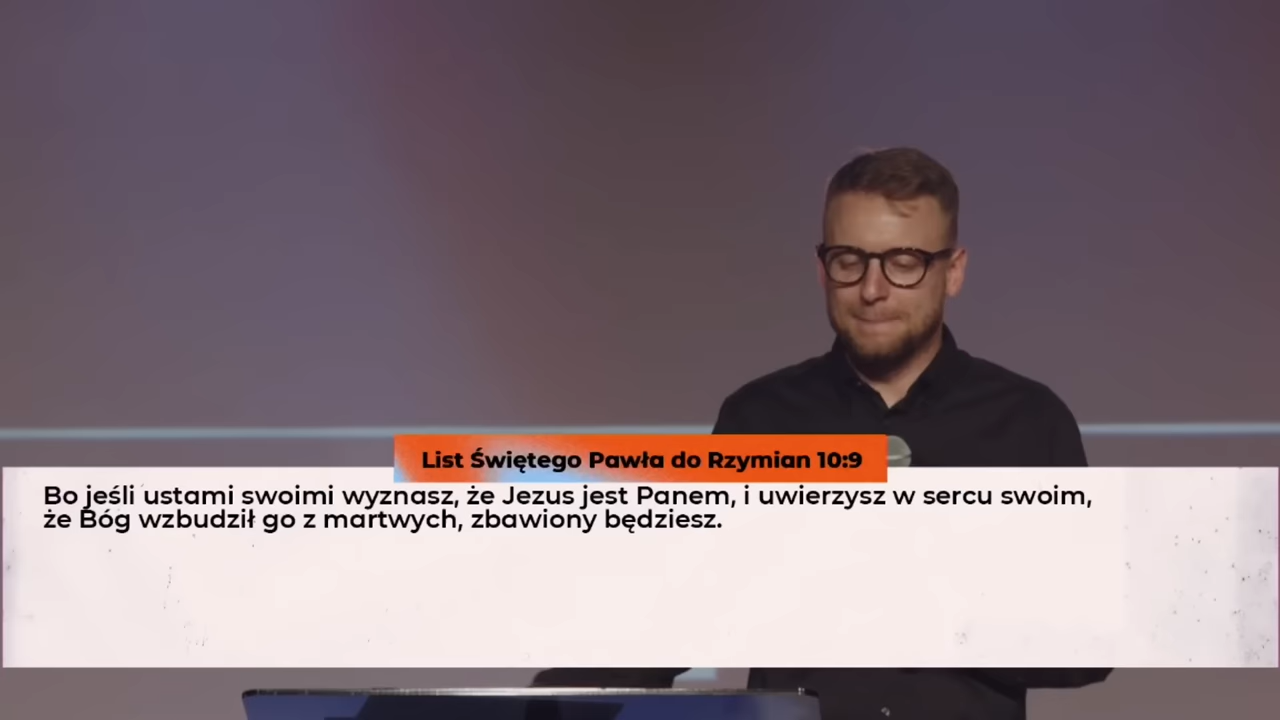 List Świętego Pawła do Rzymian 10:9
Bo jeśli ustami swoimi wyznasz, że Jezus jest Panem, i uwierzysz w sercu swoim,
że Bóg wzbudził go z martwych, zbawiony będziesz.